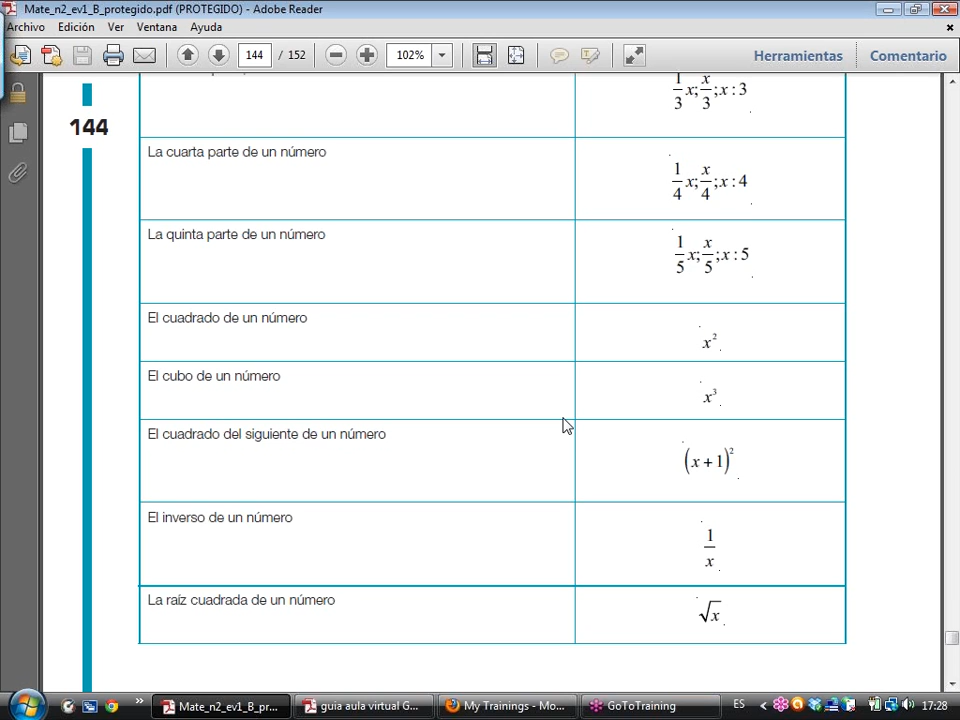 Mate_n2_ev1_B_protegido.pdf (PROTEGIDO) - Adobe Reader
Archivo Edición Ver Ventana Ayuda
144 / 152 102% Herramientas Comentario
144
1/3 x; x/3; x : 3
La cuarta parte de un número
1/4 x; x/4; x : 4
La quinta parte de un número
1/5 x; x/5; x : 5
El cuadrado de un número
x²
El cubo de un número
x³
El cuadrado del siguiente de un número
(x + 1)²
El inverso de un número
1/x
La raíz cuadrada de un número
√x
Mate_n2_ev1_B_pr... guia aula virtual G... My Trainings - Mo... GoToTraining ES 17:28